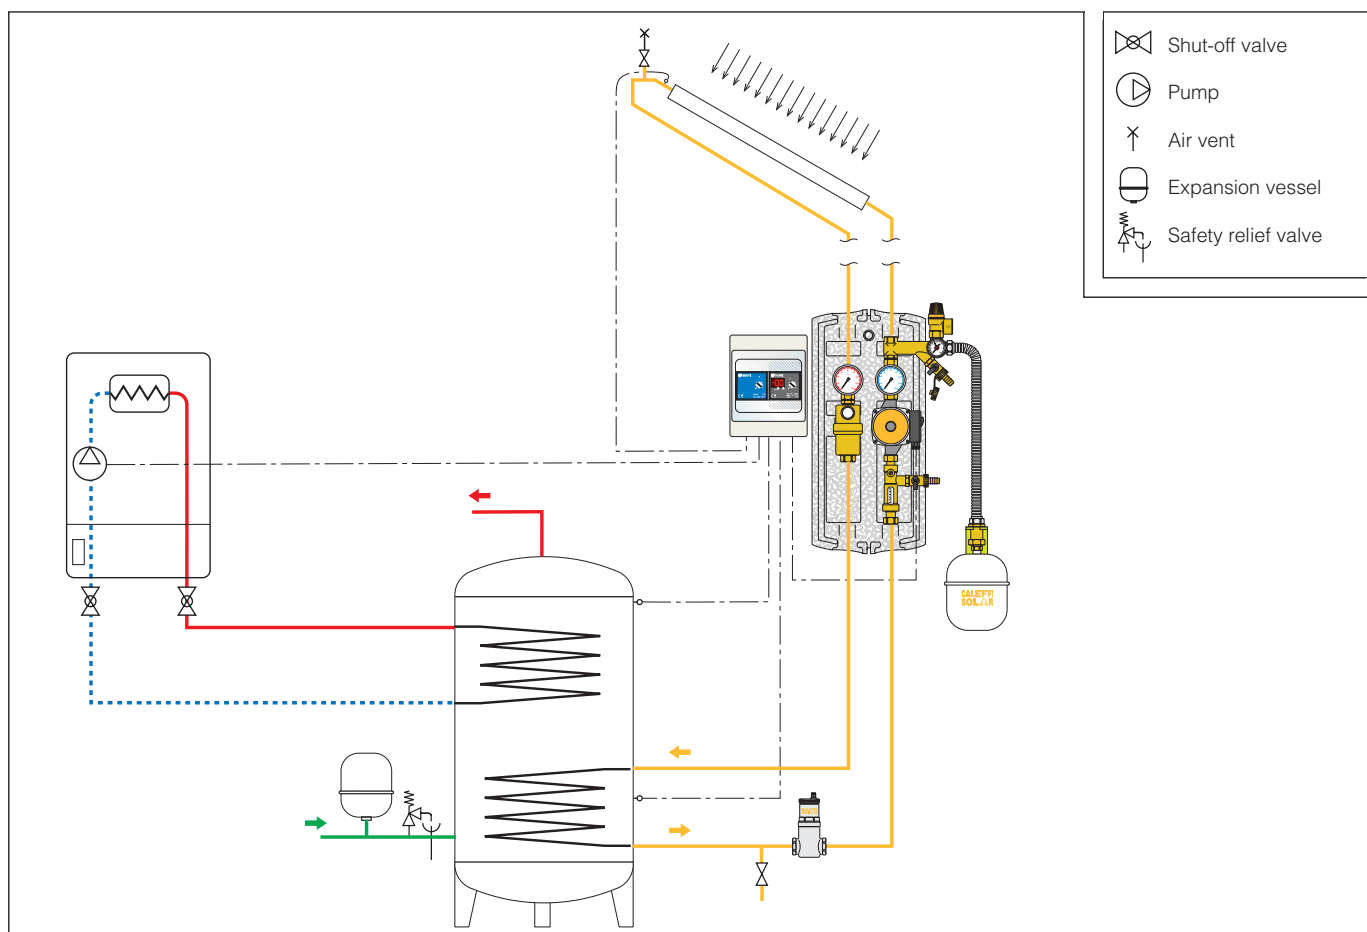 Shut-off valve
Pump
Air vent
Expansion vessel
Safety relief valve
CALEFFI
SOLAR